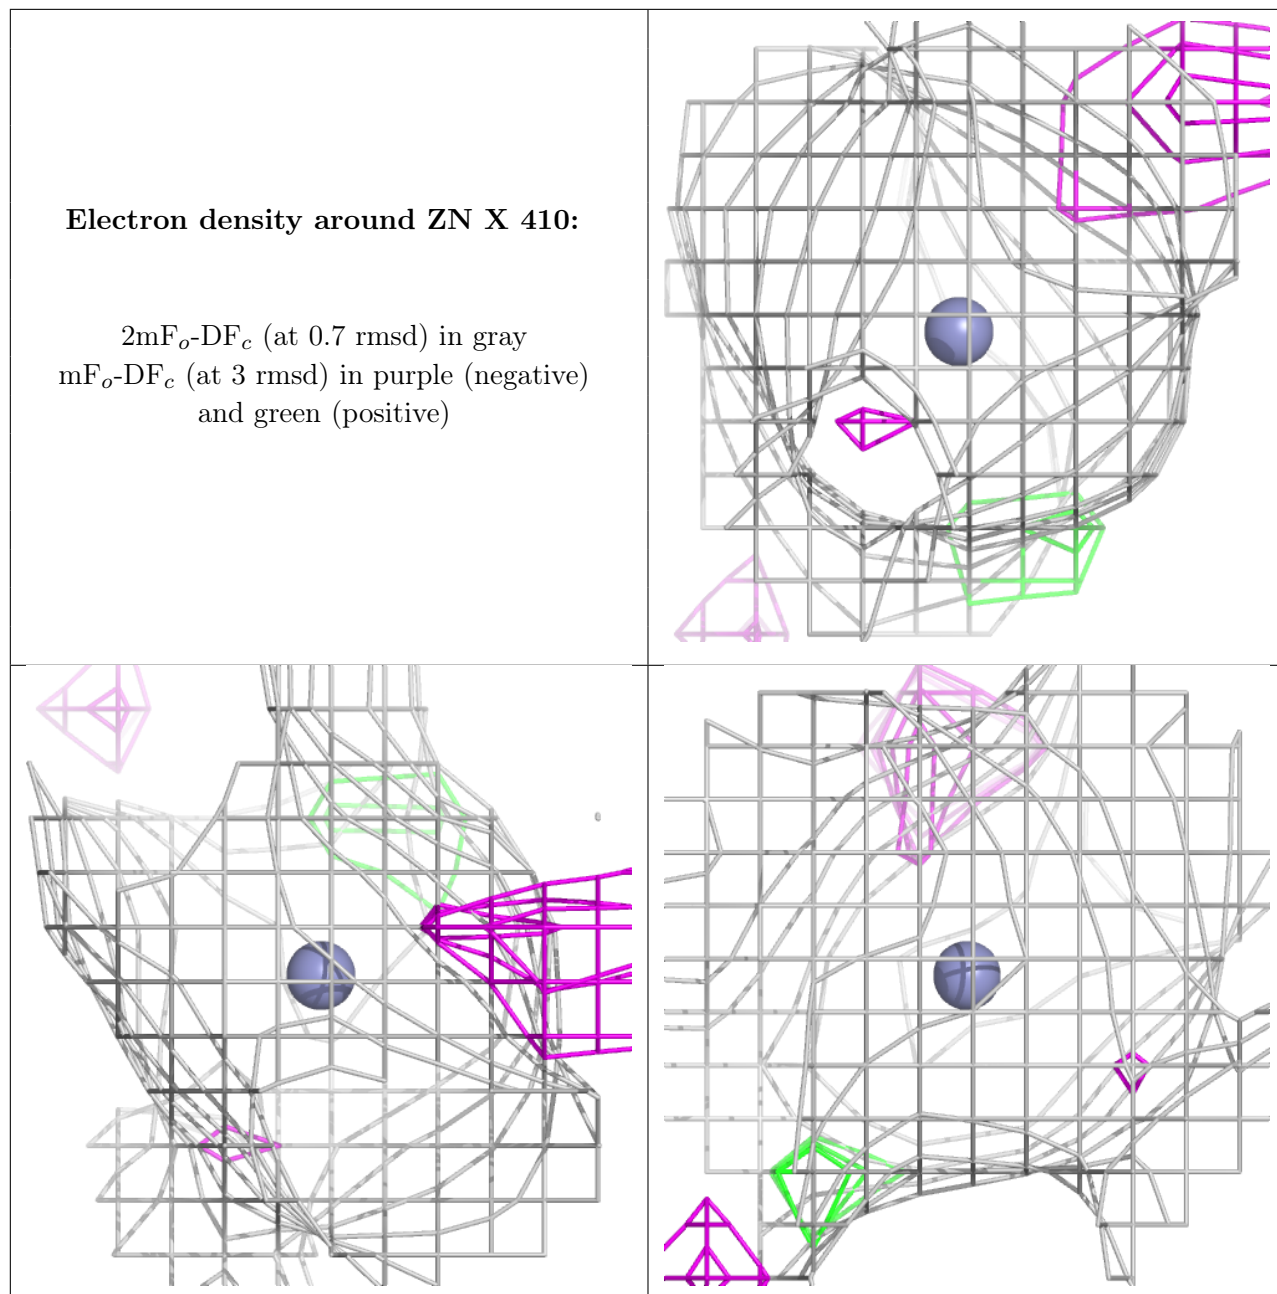 Electron density around ZN X 410:
2mFo-DFc (at 0.7 rmsd) in gray
mFo-DFc (at 3 rmsd) in purple (negative)
and green (positive)